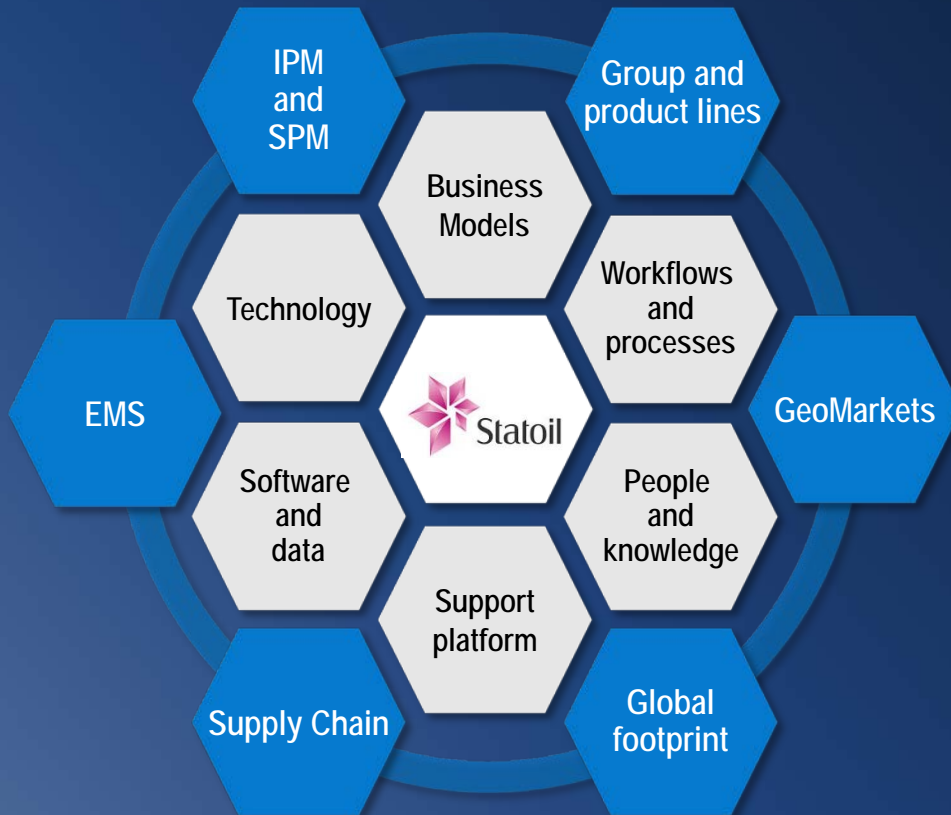 IPM
and
SPM
Group and
product lines
Business
Models
Technology
Workflows
and
processes
EMS
Statoil
GeoMarkets
Software
and
data
People
and
knowledge
Support
platform
Supply Chain
Global
footprint